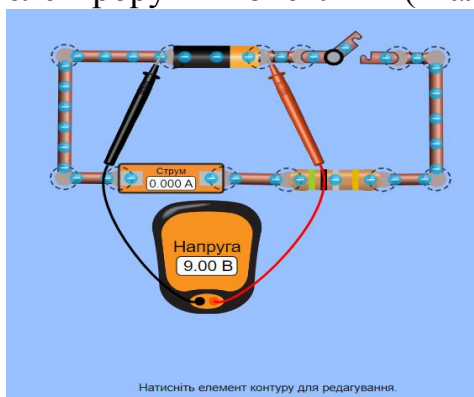 Струм
0.000 А
Напруга
9.00 В
Натисніть елемент контуру для редагування.